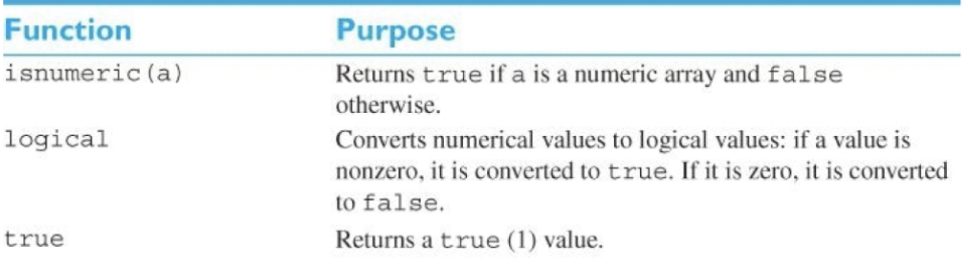 Function Purpose
isnumeric(a) Returns true if a is a numeric array and false
otherwise.
logical Converts numerical values to logical values: if a value is
nonzero, it is converted to true. If it is zero, it is converted
to false.
true Returns a true (1) value.